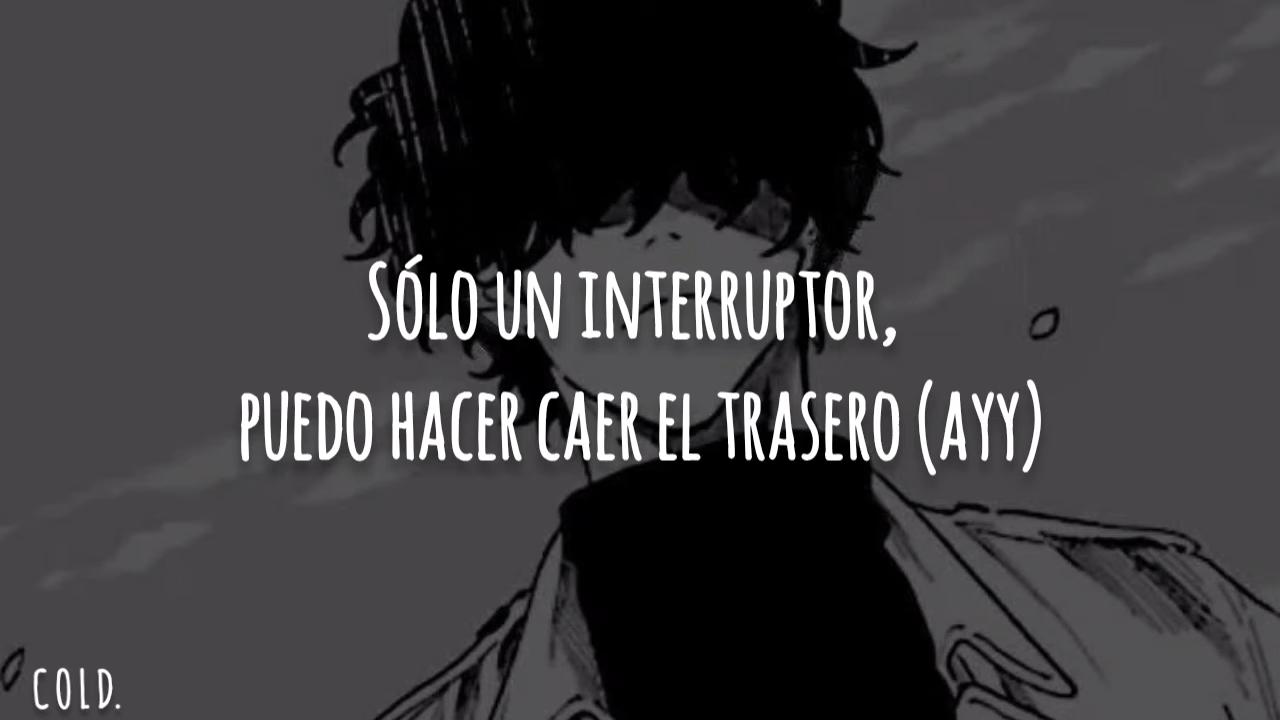 Sólo un interruptor,
puedo hacer caer el trasero (ayy)
COLD.